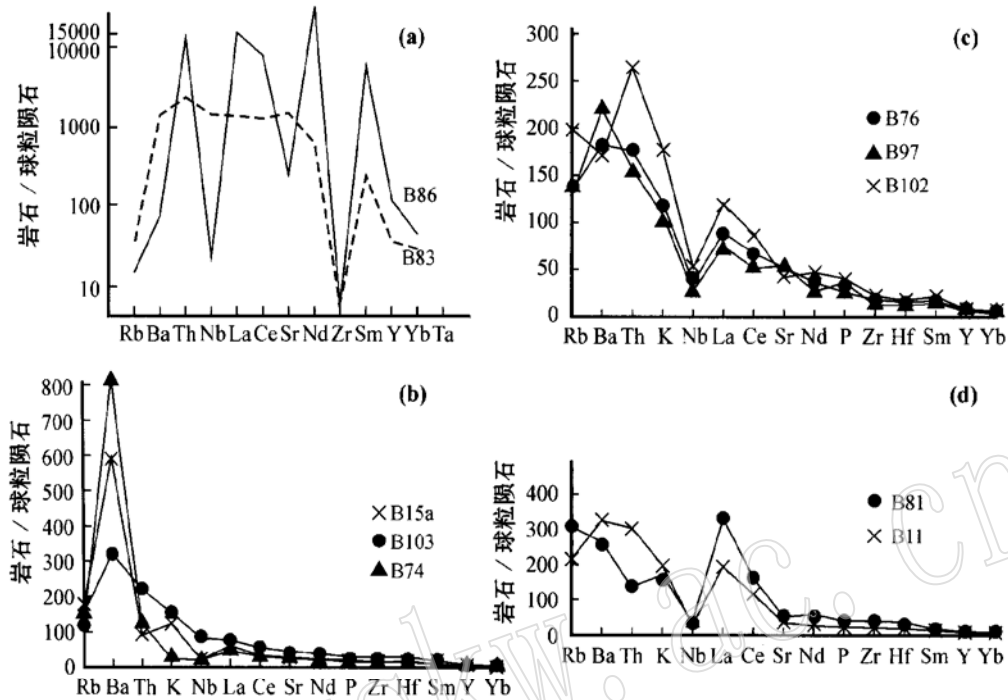 (a)
岩石 / 球粒陨石
15000
10000
1000
100
10
B86
B83
Rb Ba Th Nb La Ce Sr Nd Zr Sm Y Yb Ta
(c)
岩石 / 球粒陨石
300
250
200
150
100
50
0
B76
B97
B102
Rb Ba Th K Nb La Ce Sr Nd P Zr Hf Sm Y Yb
(b)
岩石 / 球粒陨石
800
700
600
500
400
300
200
100
0
B15a
B103
B74
Rb Ba Th K Nb La Ce Sr Nd P Zr Hf Sm Y Yb
(d)
岩石 / 球粒陨石
400
300
200
100
0
B81
B11
Rb Ba Th K Nb La Ce Sr Nd P Zr Hf Sm Y Yb